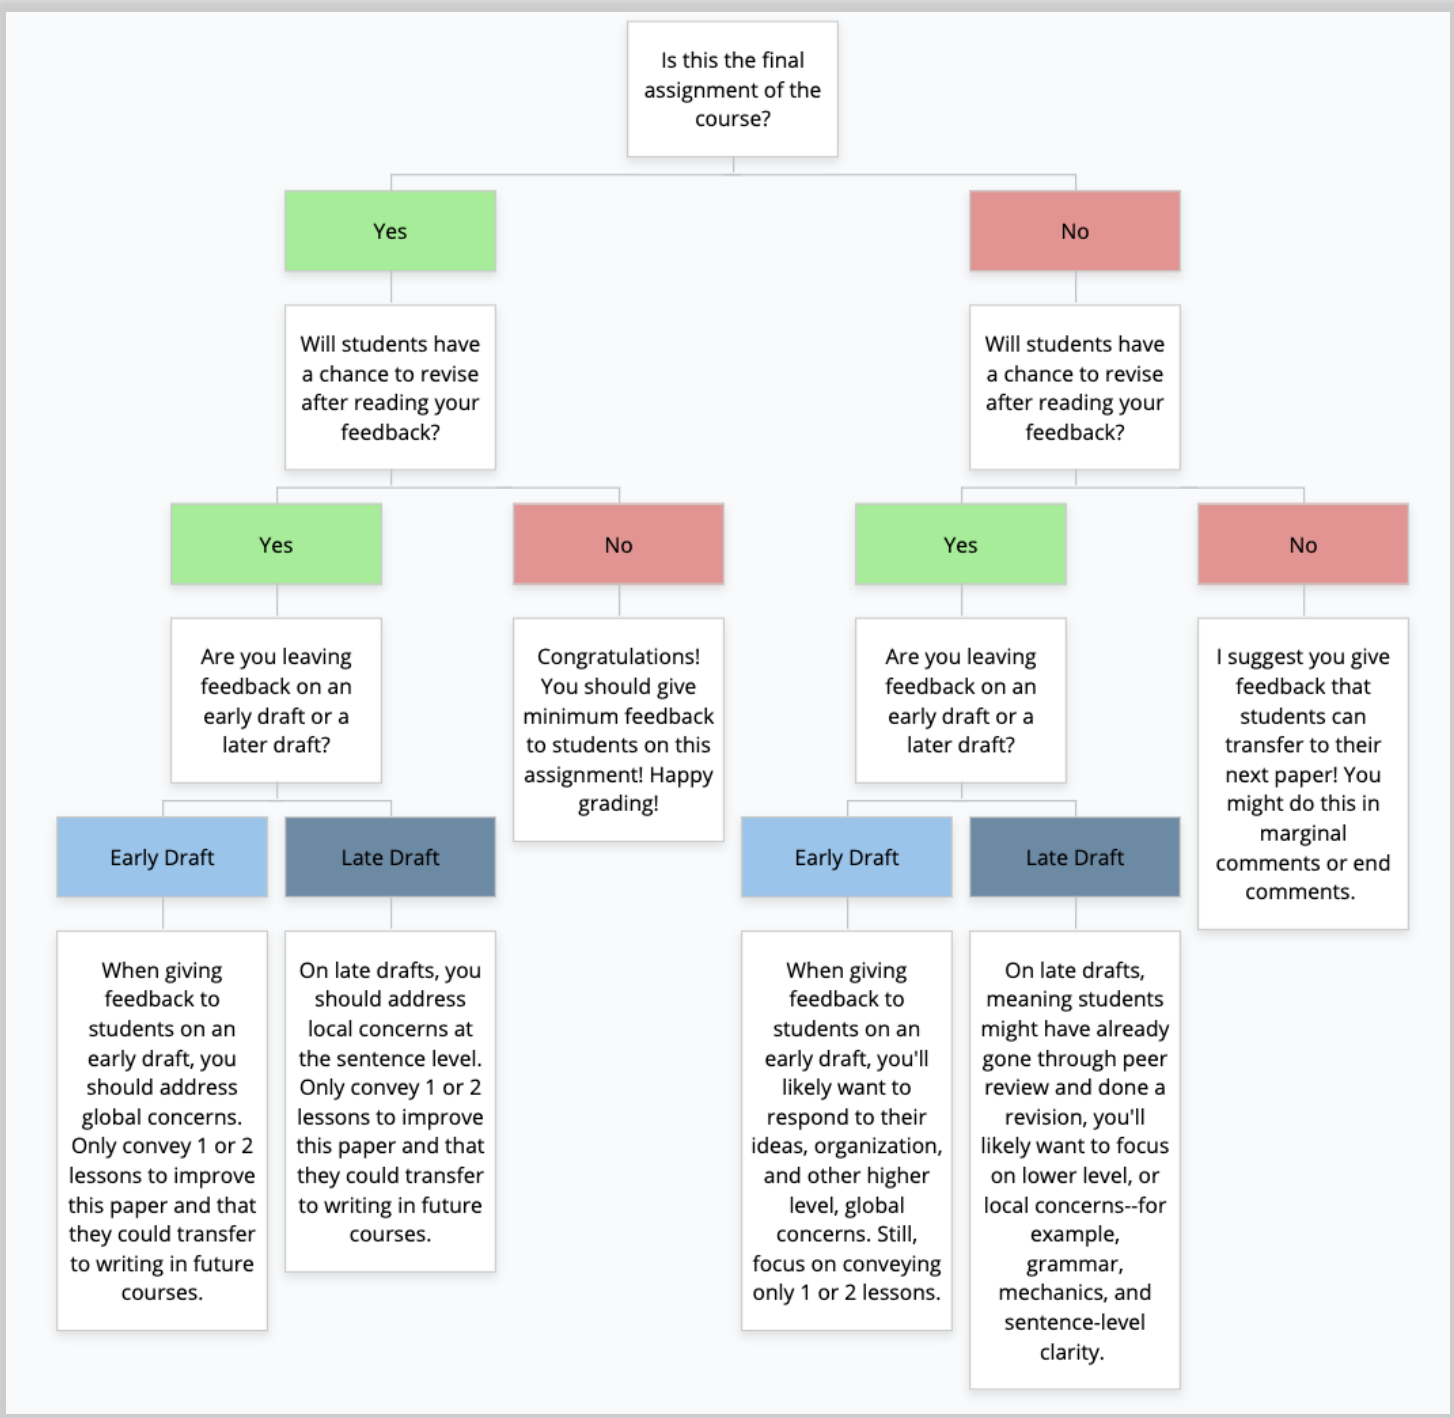 Is this the final
assignment of the
course?
Yes
No
Will students have
a chance to revise
after reading your
feedback?
Will students have
a chance to revise
after reading your
feedback?
Yes
No
Yes
No
Are you leaving
feedback on an
early draft or a
later draft?
Congratulations!
You should give
minimum feedback
to students on this
assignment! Happy
grading!
Are you leaving
feedback on an
early draft or a
later draft?
I suggest you give
feedback that
students can
transfer to their
next paper! You
might do this in
marginal
comments or end
comments.
Early Draft
Late Draft
Early Draft
Late Draft
When giving
feedback to
students on an
early draft, you
should address
global concerns.
Only convey 1 or 2
lessons to improve
this paper and that
they could transfer
to writing in future
courses.
On late drafts, you
should address
local concerns at
the sentence level.
Only convey 1 or 2
lessons to improve
this paper and that
they could transfer
to writing in future
courses.
When giving
feedback to
students on an
early draft, you'll
likely want to
respond to their
ideas, organization,
and other higher
level, global
concerns. Still,
focus on conveying
only 1 or 2 lessons.
On late drafts,
meaning students
might have already
gone through peer
review and done a
revision, you'll
likely want to focus
on lower level, or
local concerns--for
example,
grammar,
mechanics, and
sentence-level
clarity.